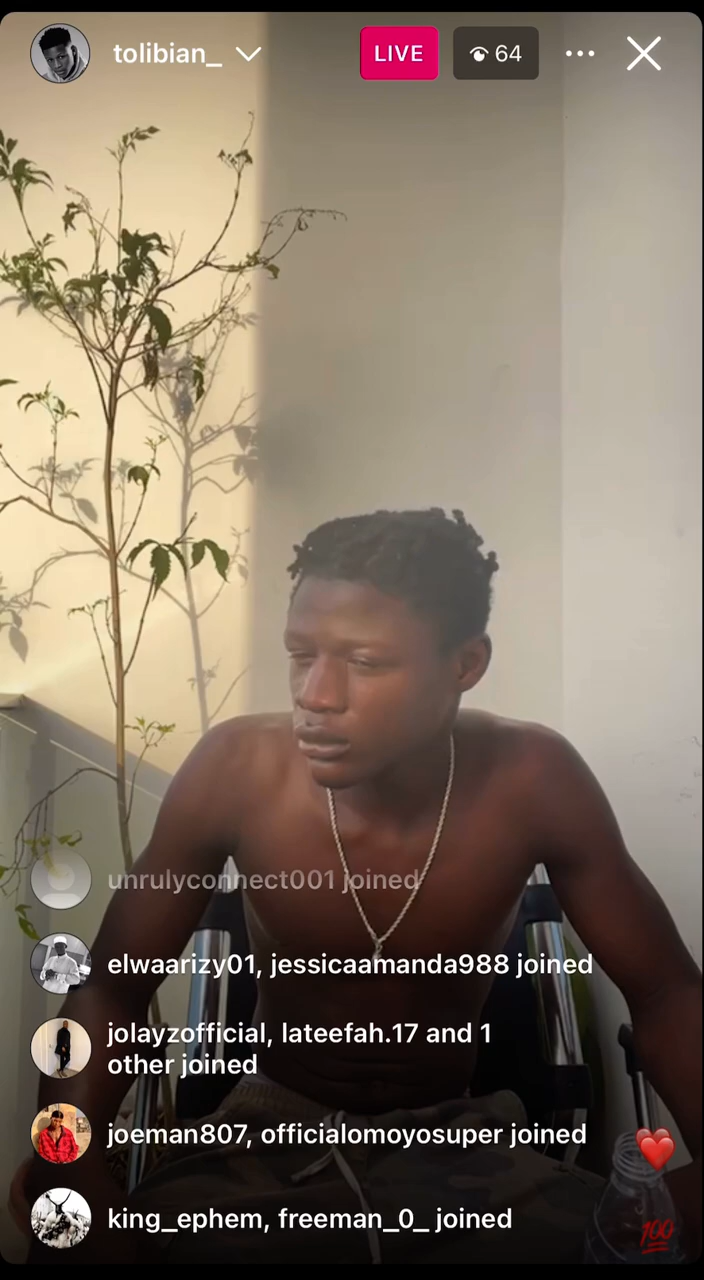 tolibian_
LIVE
64
unrulyconnect001 joined
elwaarizy01, jessicaamanda988 joined
jolayzofficial, lateefah.17 and 1
other joined
joeman807, officialomoyosuper joined
king_ephem, freeman_0_ joined
100